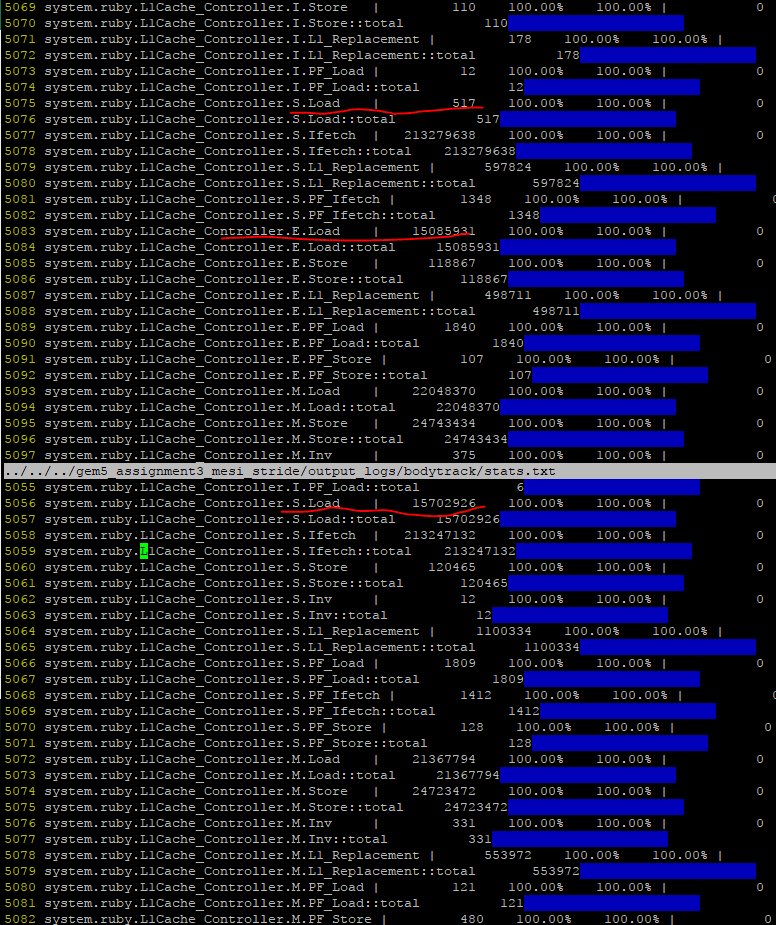 5069 system.ruby.L1Cache_Controller.I.Store | 110 100.00% 100.00% | 0
5070 system.ruby.L1Cache_Controller.I.Store::total 110
5071 system.ruby.L1Cache_Controller.I.L1_Replacement | 178 100.00% 100.00% |
5072 system.ruby.L1Cache_Controller.I.L1_Replacement::total 178
5073 system.ruby.L1Cache_Controller.I.PF_Load | 12 100.00% 100.00% | 0
5074 system.ruby.L1Cache_Controller.I.PF_Load::total 12
5075 system.ruby.L1Cache_Controller.S.Load | 517 100.00% 100.00% | 0
5076 system.ruby.L1Cache_Controller.S.Load::total 517
5077 system.ruby.L1Cache_Controller.S.Ifetch | 213279638 100.00% 100.00% | 0
5078 system.ruby.L1Cache_Controller.S.Ifetch::total 213279638
5079 system.ruby.L1Cache_Controller.S.L1_Replacement | 597824 100.00% 100.00% |
5080 system.ruby.L1Cache_Controller.S.L1_Replacement::total 597824
5081 system.ruby.L1Cache_Controller.S.PF_Ifetch | 1348 100.00% 100.00% | 0
5082 system.ruby.L1Cache_Controller.S.PF_Ifetch::total 1348
5083 system.ruby.L1Cache_Controller.E.Load | 15085931 100.00% 100.00% | 0
5084 system.ruby.L1Cache_Controller.E.Load::total 15085931
5085 system.ruby.L1Cache_Controller.E.Store | 118867 100.00% 100.00% | 0
5086 system.ruby.L1Cache_Controller.E.Store::total 118867
5087 system.ruby.L1Cache_Controller.E.L1_Replacement | 498711 100.00% 100.00% |
5088 system.ruby.L1Cache_Controller.E.L1_Replacement::total 498711
5089 system.ruby.L1Cache_Controller.E.PF_Load | 1840 100.00% 100.00% | 0
5090 system.ruby.L1Cache_Controller.E.PF_Load::total 1840
5091 system.ruby.L1Cache_Controller.E.PF_Store | 107 100.00% 100.00% | 0
5092 system.ruby.L1Cache_Controller.E.PF_Store::total 107
5093 system.ruby.L1Cache_Controller.M.Load | 22048370 100.00% 100.00% | 0
5094 system.ruby.L1Cache_Controller.M.Load::total 22048370
5095 system.ruby.L1Cache_Controller.M.Store | 24743434 100.00% 100.00% | 0
5096 system.ruby.L1Cache_Controller.M.Store::total 24743434
5097 system.ruby.L1Cache_Controller.M.Inv | 375 100.00% 100.00% | 0
../../../gem5_assignment3_mesi_stride/output_logs/bodytrack/stats.txt
5055 system.ruby.L1Cache_Controller.I.PF_Load::total 6
5056 system.ruby.L1Cache_Controller.S.Load | 15702926 100.00% 100.00% | 0
5057 system.ruby.L1Cache_Controller.S.Load::total 15702926
5058 system.ruby.L1Cache_Controller.S.Ifetch | 213247132 100.00% 100.00% | 0
5059 system.ruby.L1Cache_Controller.S.Ifetch::total 213247132
5060 system.ruby.L1Cache_Controller.S.Store | 120465 100.00% 100.00% | 0
5061 system.ruby.L1Cache_Controller.S.Store::total 120465
5062 system.ruby.L1Cache_Controller.S.Inv | 12 100.00% 100.00% | 0
5063 system.ruby.L1Cache_Controller.S.Inv::total 12
5064 system.ruby.L1Cache_Controller.S.L1_Replacement | 1100334 100.00% 100.00% |
5065 system.ruby.L1Cache_Controller.S.L1_Replacement::total 1100334
5066 system.ruby.L1Cache_Controller.S.PF_Load | 1809 100.00% 100.00% | 0
5067 system.ruby.L1Cache_Controller.S.PF_Load::total 1809
5068 system.ruby.L1Cache_Controller.S.PF_Ifetch | 1412 100.00% 100.00% | 0
5069 system.ruby.L1Cache_Controller.S.PF_Ifetch::total 1412
5070 system.ruby.L1Cache_Controller.S.PF_Store | 128 100.00% 100.00% | 0
5071 system.ruby.L1Cache_Controller.S.PF_Store::total 128
5072 system.ruby.L1Cache_Controller.M.Load | 21367794 100.00% 100.00% | 0
5073 system.ruby.L1Cache_Controller.M.Load::total 21367794
5074 system.ruby.L1Cache_Controller.M.Store | 24723472 100.00% 100.00% | 0
5075 system.ruby.L1Cache_Controller.M.Store::total 24723472
5076 system.ruby.L1Cache_Controller.M.Inv | 331 100.00% 100.00% | 0
5077 system.ruby.L1Cache_Controller.M.Inv::total 331
5078 system.ruby.L1Cache_Controller.M.L1_Replacement | 553972 100.00% 100.00% |
5079 system.ruby.L1Cache_Controller.M.L1_Replacement::total 553972
5080 system.ruby.L1Cache_Controller.M.PF_Load | 121 100.00% 100.00% | 0
5081 system.ruby.L1Cache_Controller.M.PF_Load::total 121
5082 system.ruby.L1Cache_Controller.M.PF_Store | 480 100.00% 100.00% | 0